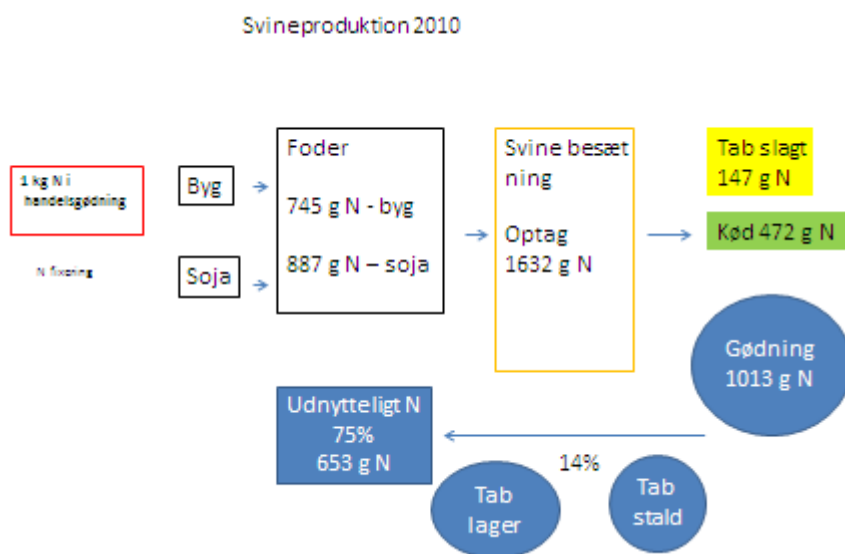 Svineproduktion 2010
1 kg N i
handelsgødning
N fixering
Byg
Soja
Foder
745 g N - byg
887 g N – soja
Svine besæt
ning
Optag
1632 g N
Tab slagt
147 g N
Kød 472 g N
Gødning
1013 g N
Udnytteligt N
75%
653 g N
14%
Tab
lager
Tab
stald